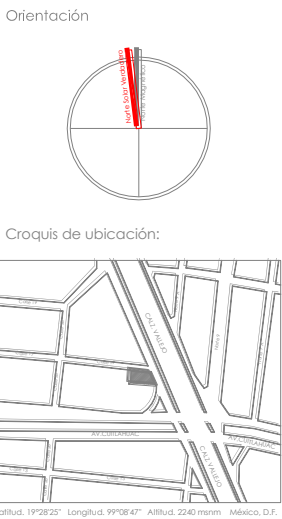 Orientación
Norte Solar Verdadero
Norte Magnético
Croquis de ubicación:
CALZ.VALLEJO
AV.CUITLAHUAC
AV.CUITLAHUAC
CALZ.VALLEJO
atitud. 19°28'25" Longitud. 99°08'47" Altitud. 2240 msnm México, D.F.